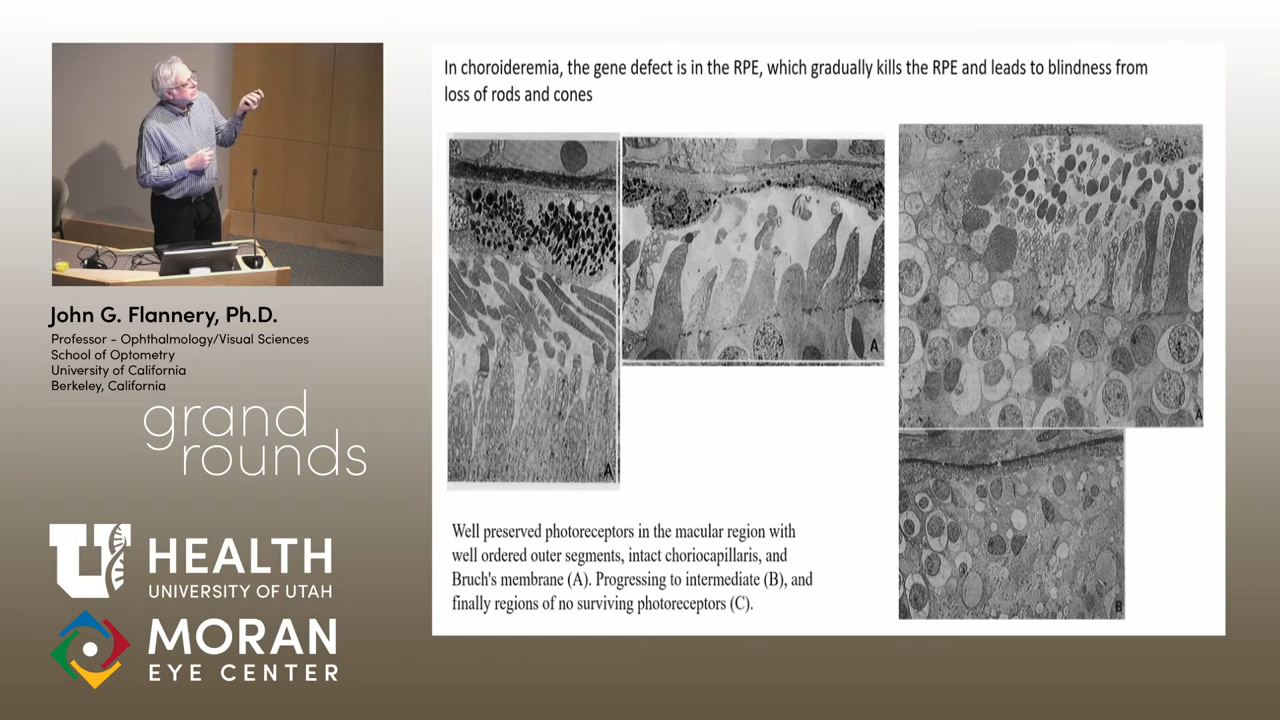 In choroideremia, the gene defect is in the RPE, which gradually kills the RPE and leads to blindness from
loss of rods and cones
A
A
A
B
Well preserved photoreceptors in the macular region with
well ordered outer segments, intact choriocapillaris, and
Bruch's membrane (A). Progressing to intermediate (B), and
finally regions of no surviving photoreceptors (C).
John G. Flannery, Ph.D.
Professor - Ophthalmology/Visual Sciences
School of Optometry
University of California
Berkeley, California
grand
rounds
U HEALTH
UNIVERSITY OF UTAH
MORAN
EYE CENTER